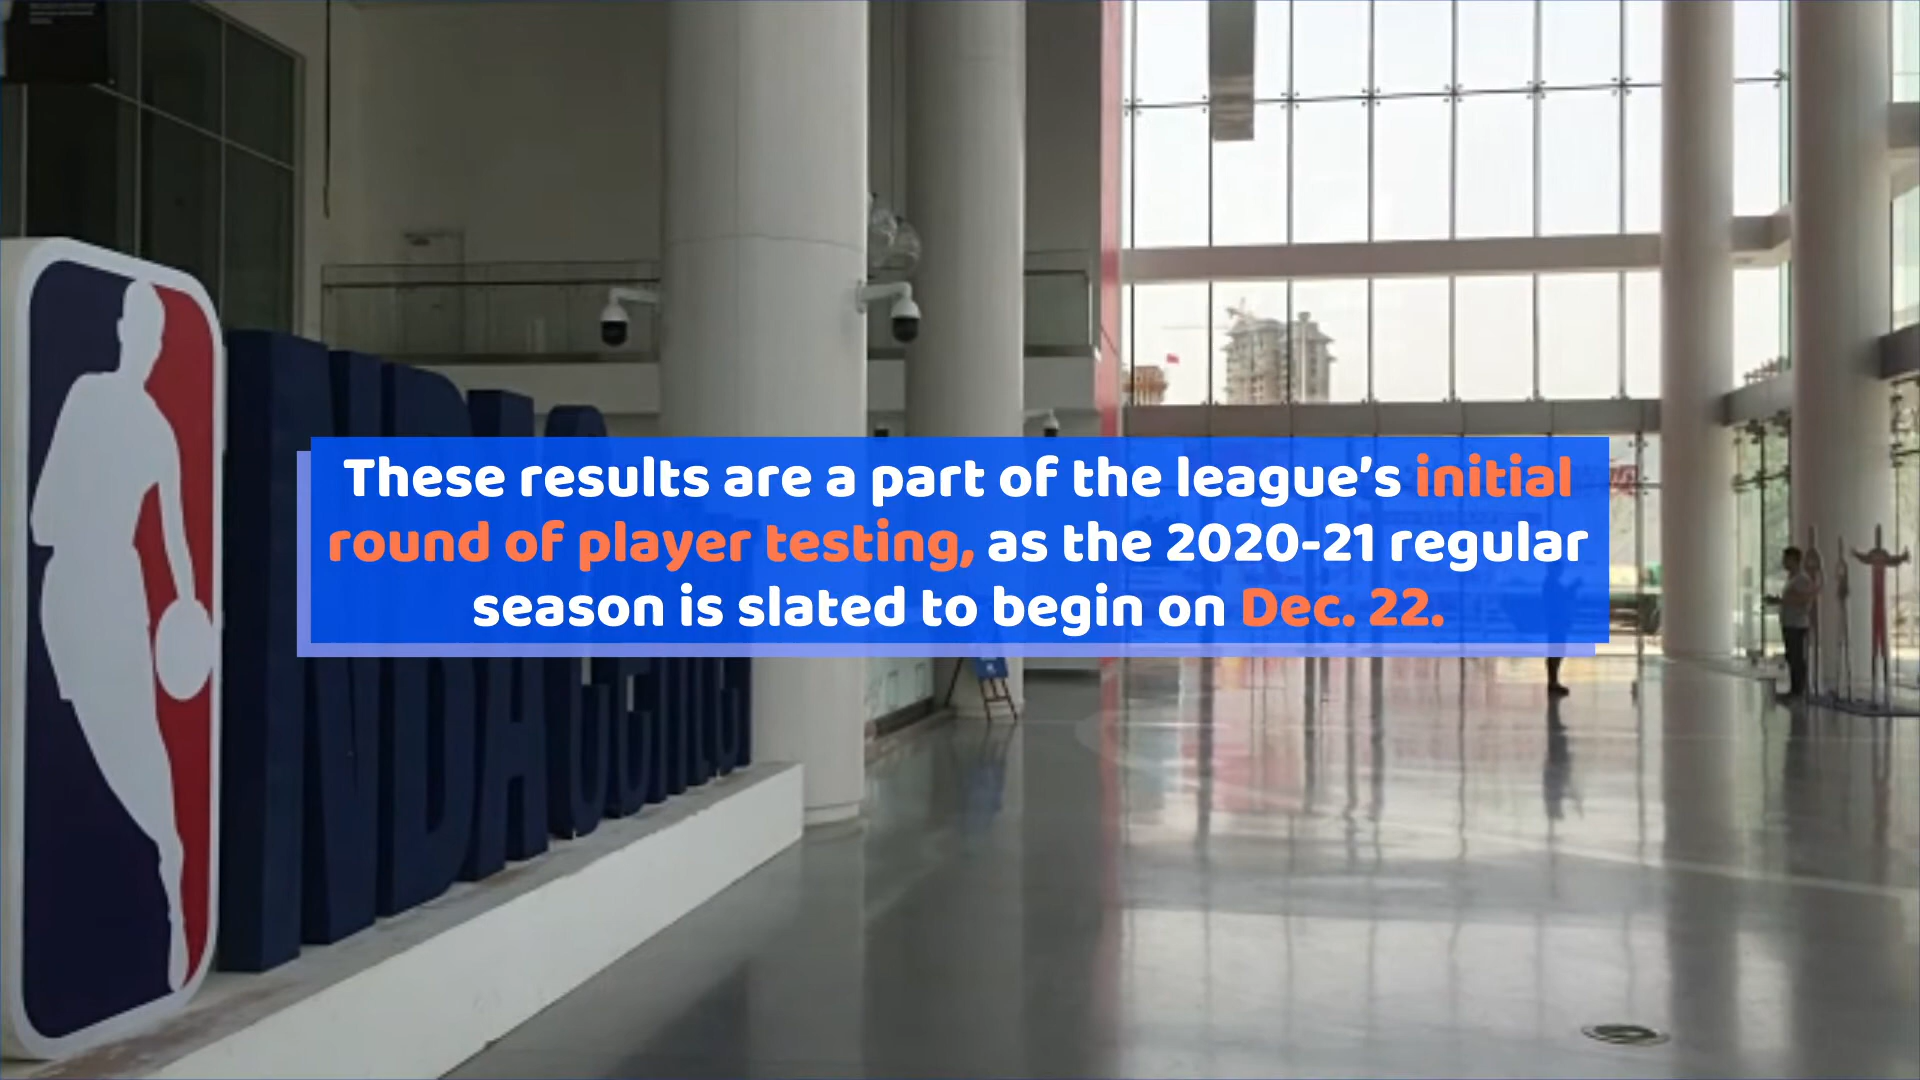 These results are a part of the league’s initial
round of player testing, as the 2020-21 regular
season is slated to begin on Dec. 22.
NBA